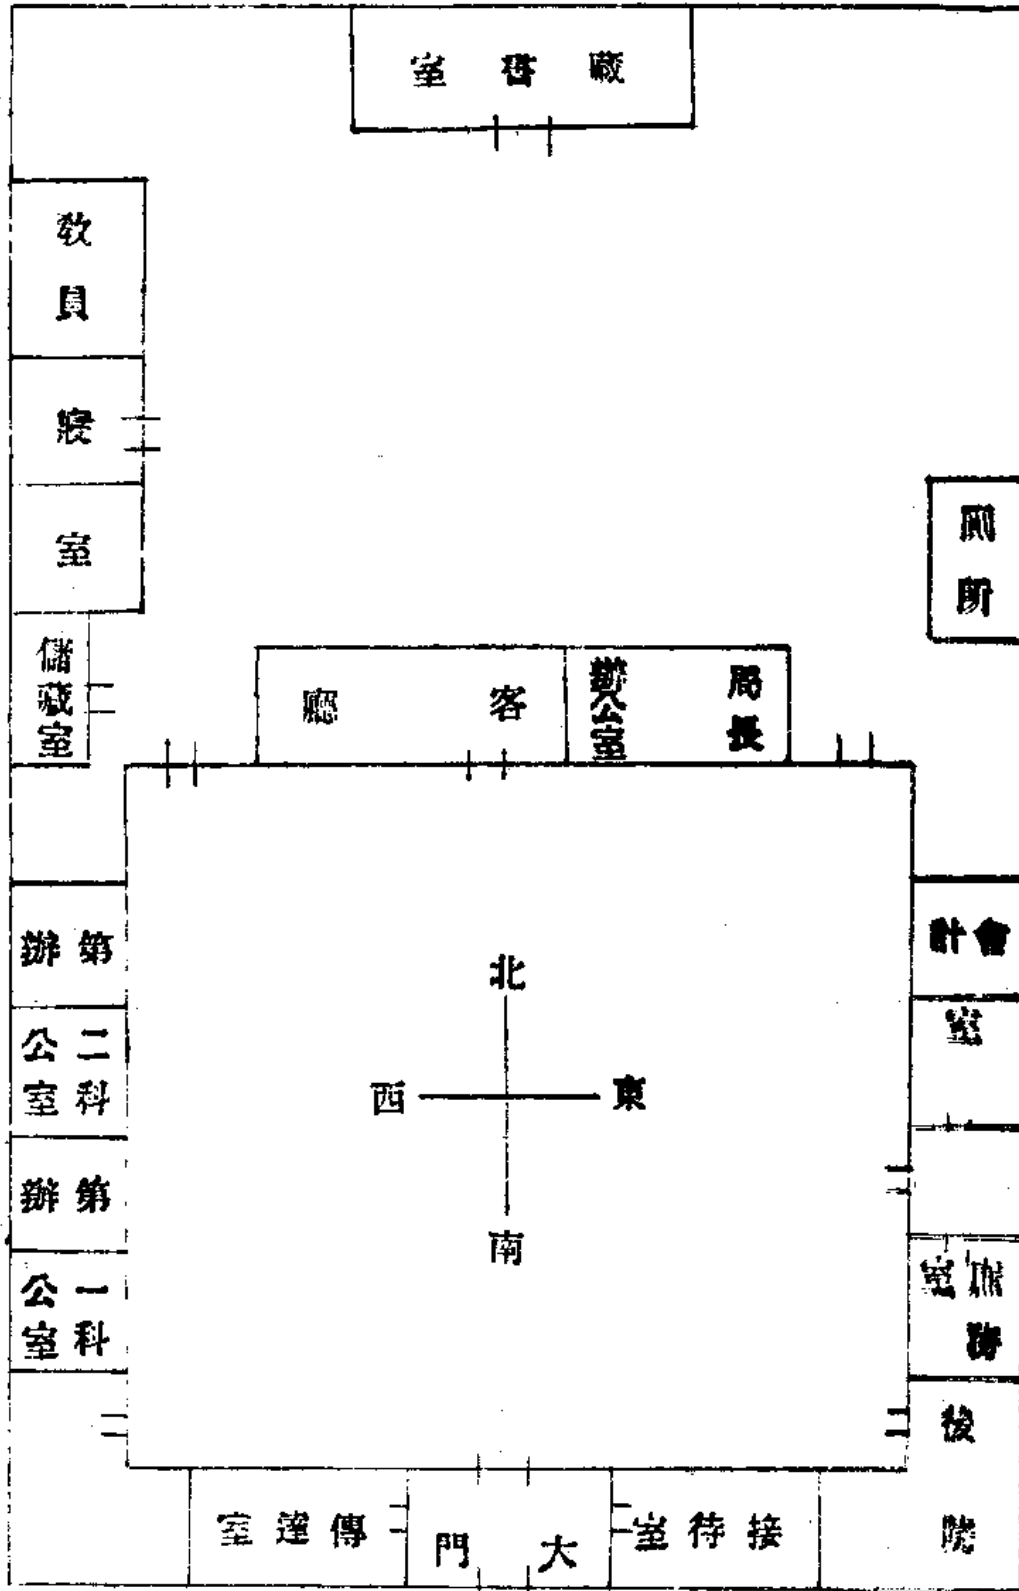 藏書室
教員寢室
厠所
儲藏室
客廳
局長辦公室
第二科辦公室
會計室
北
西
東
南
第一科辦公室
室
務
後院
傳達室
大門
接待室